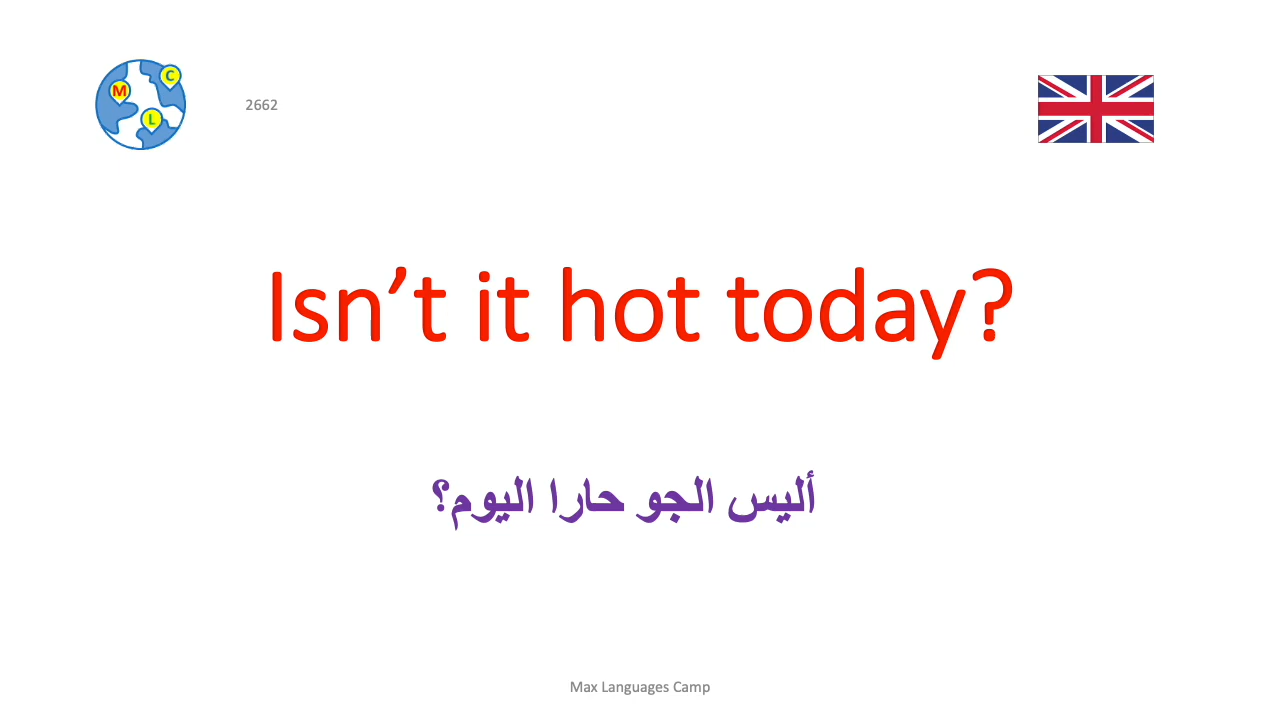 M
C
L
2662
Isn’t it hot today?
أليس الجو حارا اليوم؟
Max Languages Camp